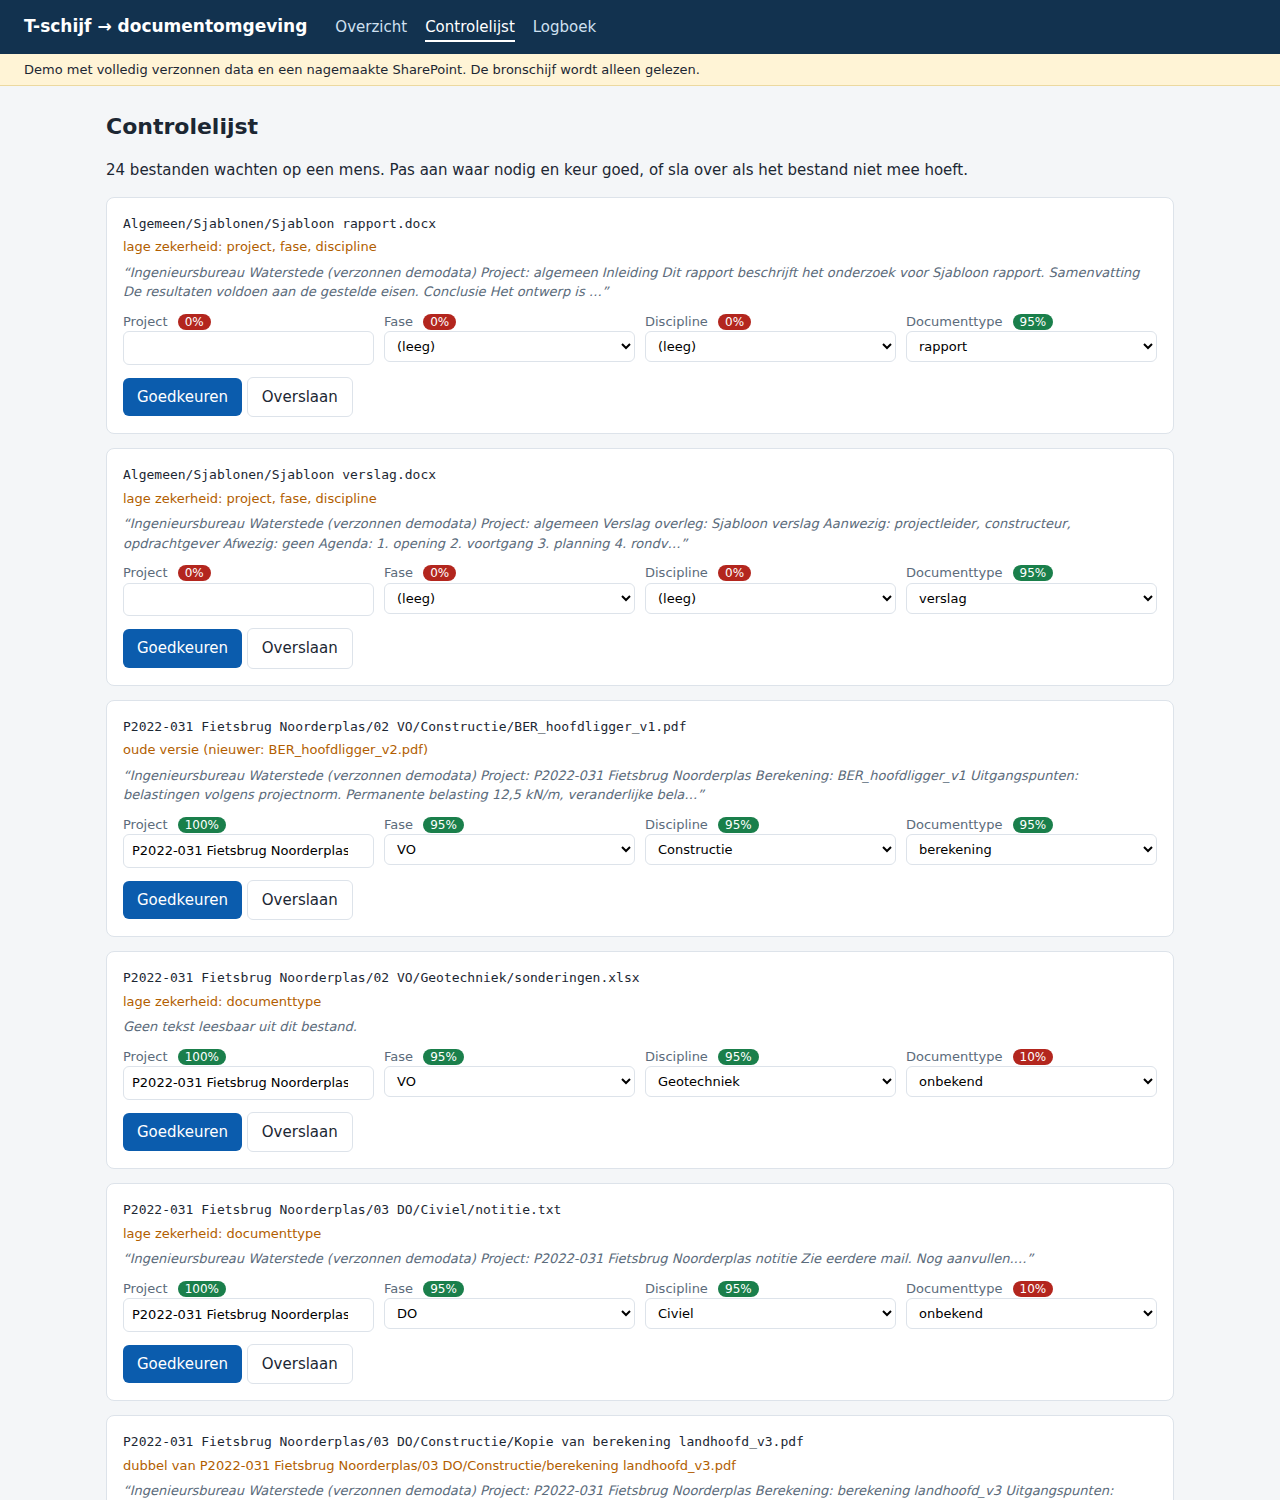 T-schijf → documentomgeving Overzicht Controlelijst Logboek
Demo met volledig verzonnen data en een nagemaakte SharePoint. De bronschijf wordt alleen gelezen.
Controlelijst
24 bestanden wachten op een mens. Pas aan waar nodig en keur goed, of sla over als het bestand niet mee hoeft.
Algemeen/Sjablonen/Sjabloon rapport.docx
lage zekerheid: project, fase, discipline
“Ingenieursbureau Waterstede (verzonnen demodata) Project: algemeen Inleiding Dit rapport beschrijft het onderzoek voor Sjabloon rapport. Samenvatting
De resultaten voldoen aan de gestelde eisen. Conclusie Het ontwerp is …”
Project 0% Fase 0% Discipline 0% Documenttype 95%
(leeg) (leeg) rapport
Goedkeuren Overslaan
Algemeen/Sjablonen/Sjabloon verslag.docx
lage zekerheid: project, fase, discipline
“Ingenieursbureau Waterstede (verzonnen demodata) Project: algemeen Verslag overleg: Sjabloon verslag Aanwezig: projectleider, constructeur,
opdrachtgever Afwezig: geen Agenda: 1. opening 2. voortgang 3. planning 4. rondv…”
Project 0% Fase 0% Discipline 0% Documenttype 95%
(leeg) (leeg) verslag
Goedkeuren Overslaan
P2022-031 Fietsbrug Noorderplas/02 VO/Constructie/BER_hoofdligger_v1.pdf
oude versie (nieuwer: BER_hoofdligger_v2.pdf)
“Ingenieursbureau Waterstede (verzonnen demodata) Project: P2022-031 Fietsbrug Noorderplas Berekening: BER_hoofdligger_v1 Uitgangspunten:
belastingen volgens projectnorm. Permanente belasting 12,5 kN/m, veranderlijke bela…”
Project 100% Fase 95% Discipline 95% Documenttype 95%
P2022-031 Fietsbrug Noorderplas VO Constructie berekening
Goedkeuren Overslaan
P2022-031 Fietsbrug Noorderplas/02 VO/Geotechniek/sonderingen.xlsx
lage zekerheid: documenttype
Geen tekst leesbaar uit dit bestand.
Project 100% Fase 95% Discipline 95% Documenttype 10%
P2022-031 Fietsbrug Noorderplas VO Geotechniek onbekend
Goedkeuren Overslaan
P2022-031 Fietsbrug Noorderplas/03 DO/Civiel/notitie.txt
lage zekerheid: documenttype
“Ingenieursbureau Waterstede (verzonnen demodata) Project: P2022-031 Fietsbrug Noorderplas notitie Zie eerdere mail. Nog aanvullen.…”
Project 100% Fase 95% Discipline 95% Documenttype 10%
P2022-031 Fietsbrug Noorderplas DO Civiel onbekend
Goedkeuren Overslaan
P2022-031 Fietsbrug Noorderplas/03 DO/Constructie/Kopie van berekening landhoofd_v3.pdf
dubbel van P2022-031 Fietsbrug Noorderplas/03 DO/Constructie/berekening landhoofd_v3.pdf
“Ingenieursbureau Waterstede (verzonnen demodata) Project: P2022-031 Fietsbrug Noorderplas Berekening: berekening landhoofd_v3 Uitgangspunten: